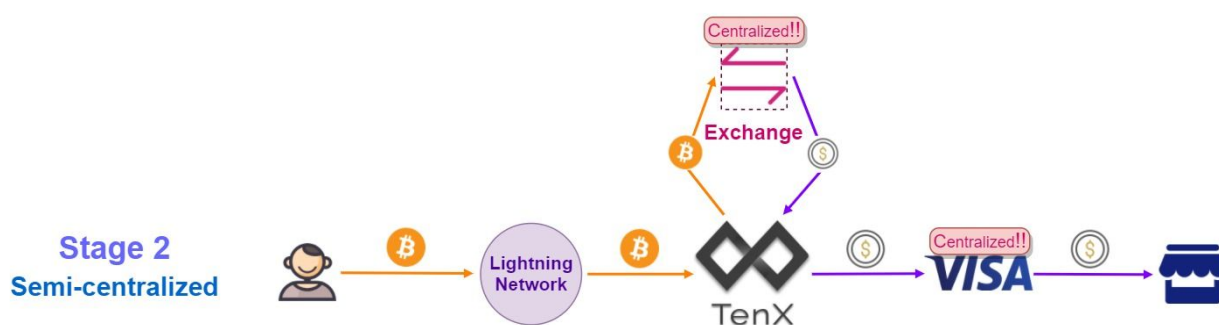 Centralized!!
Exchange
Stage 2
Semi-centralized
Lightning
Network
TenX
Centralized!!
VISA